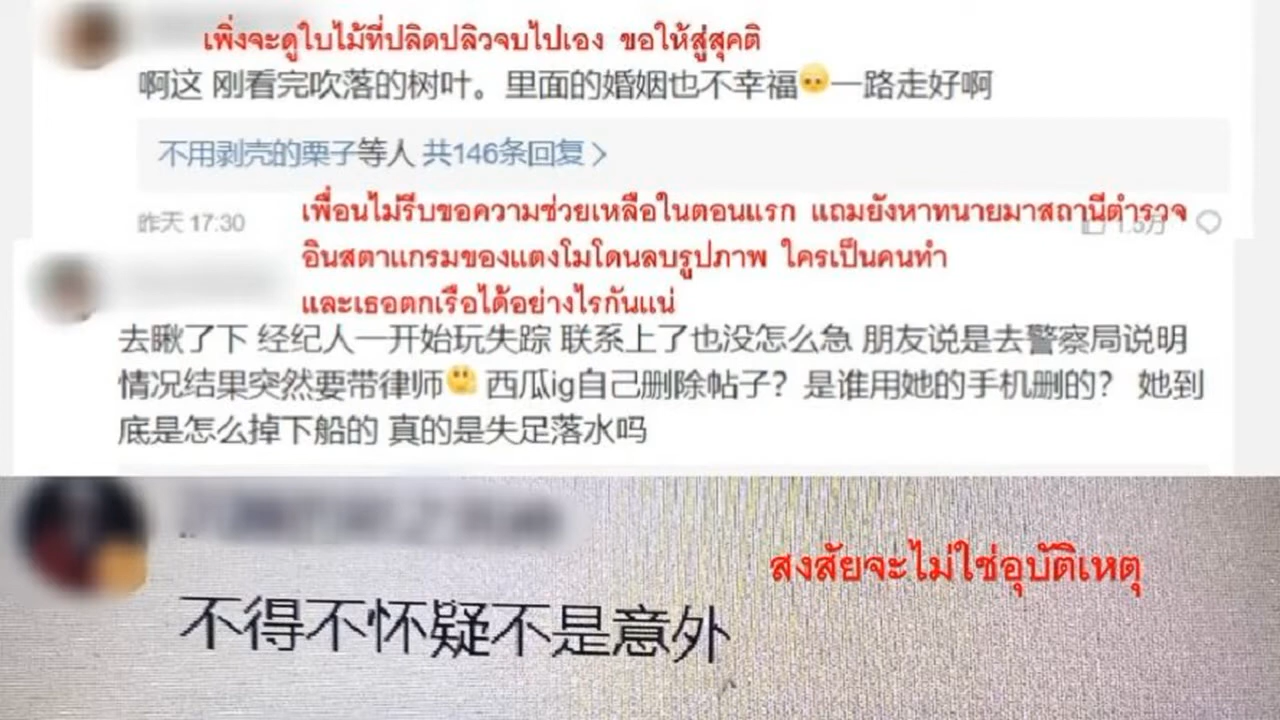 เพิ่งจะดูใบไม้ที่ปลิดปลิวจบไปเอง ขอให้สู่สุคติ
啊这 刚看完吹落的树叶。里面的婚姻也不幸福😶一路走好啊
不用剥壳的栗子等人 共146条回复 >
เพื่อนไม่รีบขอความช่วยเหลือในตอนแรก แถมยังหาทนายมาสถานีตำรวจ
昨天 17:30
1.5万
อินสตาแกรมของแตงโมโดนลบรูปภาพ ใครเป็นคนทำ
และเธอตกเรือได้อย่างไรกันแน่
去瞅了下 经纪人一开始玩失踪 联系上了也没怎么急 朋友说是去警察局说明
情况结果突然要带律师🤔 西瓜ig自己删除帖子？是谁用她的手机删的？ 她到
底是怎么掉下船的 真的是失足落水吗
สงสัยจะไม่ใช่อุบัติเหตุ
不得不怀疑不是意外